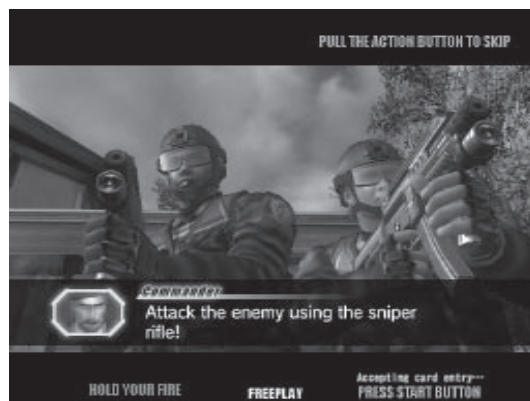 PULL THE ACTION BUTTON TO SKIP
Commander
Attack the enemy using the sniper
rifle!
Accepting card entry--
HOLD YOUR FIRE
FREEPLAY
PRESS START BUTTON